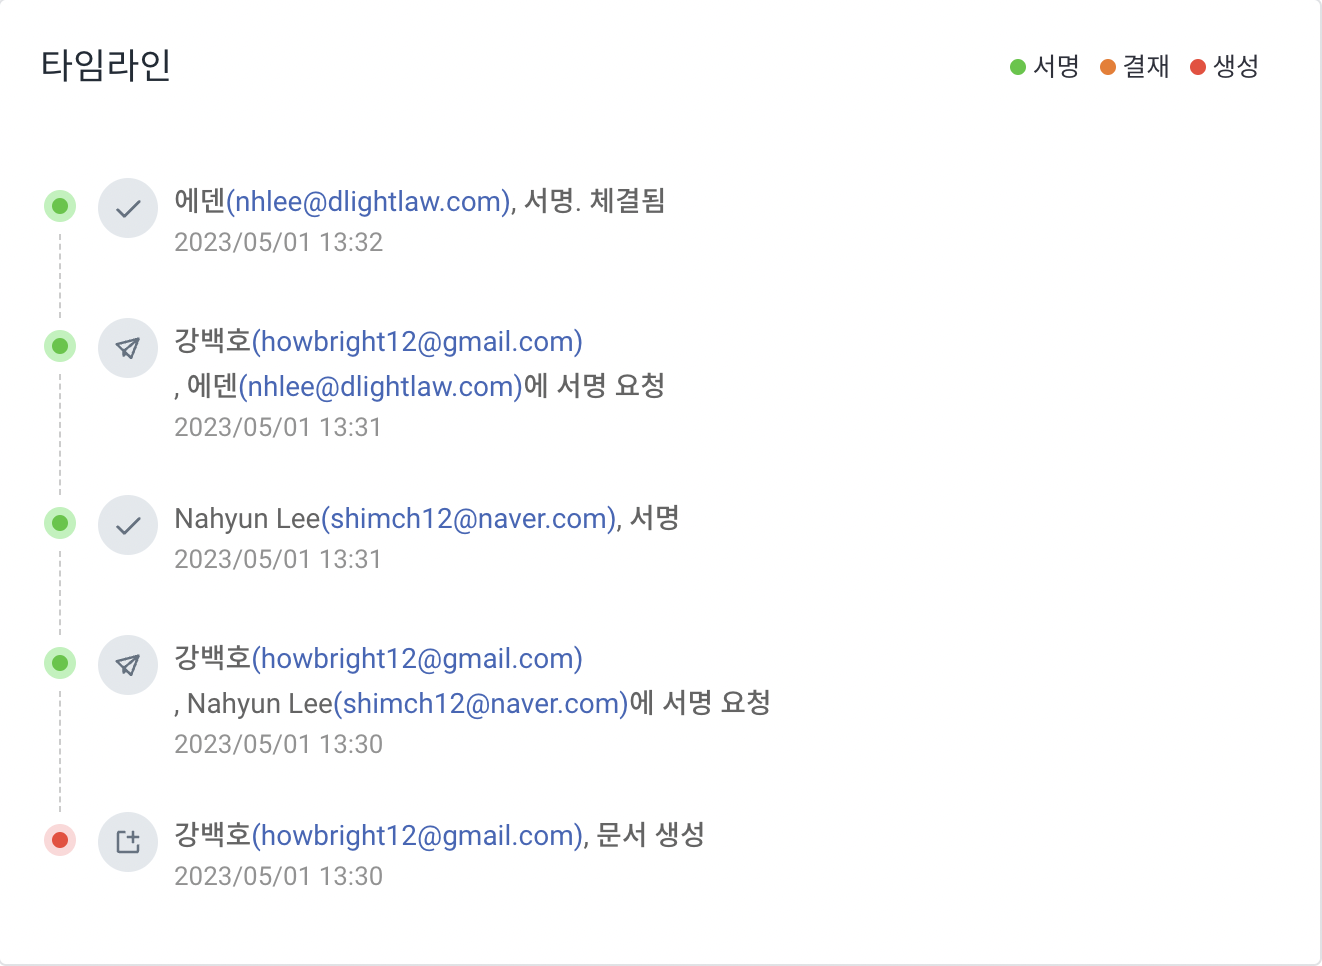 타임라인
서명 결재 생성
에덴(nhlee@dlightlaw.com), 서명. 체결됨
2023/05/01 13:32
강백호(howbright12@gmail.com)
, 에덴(nhlee@dlightlaw.com)에 서명 요청
2023/05/01 13:31
Nahyun Lee(shimch12@naver.com), 서명
2023/05/01 13:31
강백호(howbright12@gmail.com)
, Nahyun Lee(shimch12@naver.com)에 서명 요청
2023/05/01 13:30
강백호(howbright12@gmail.com), 문서 생성
2023/05/01 13:30